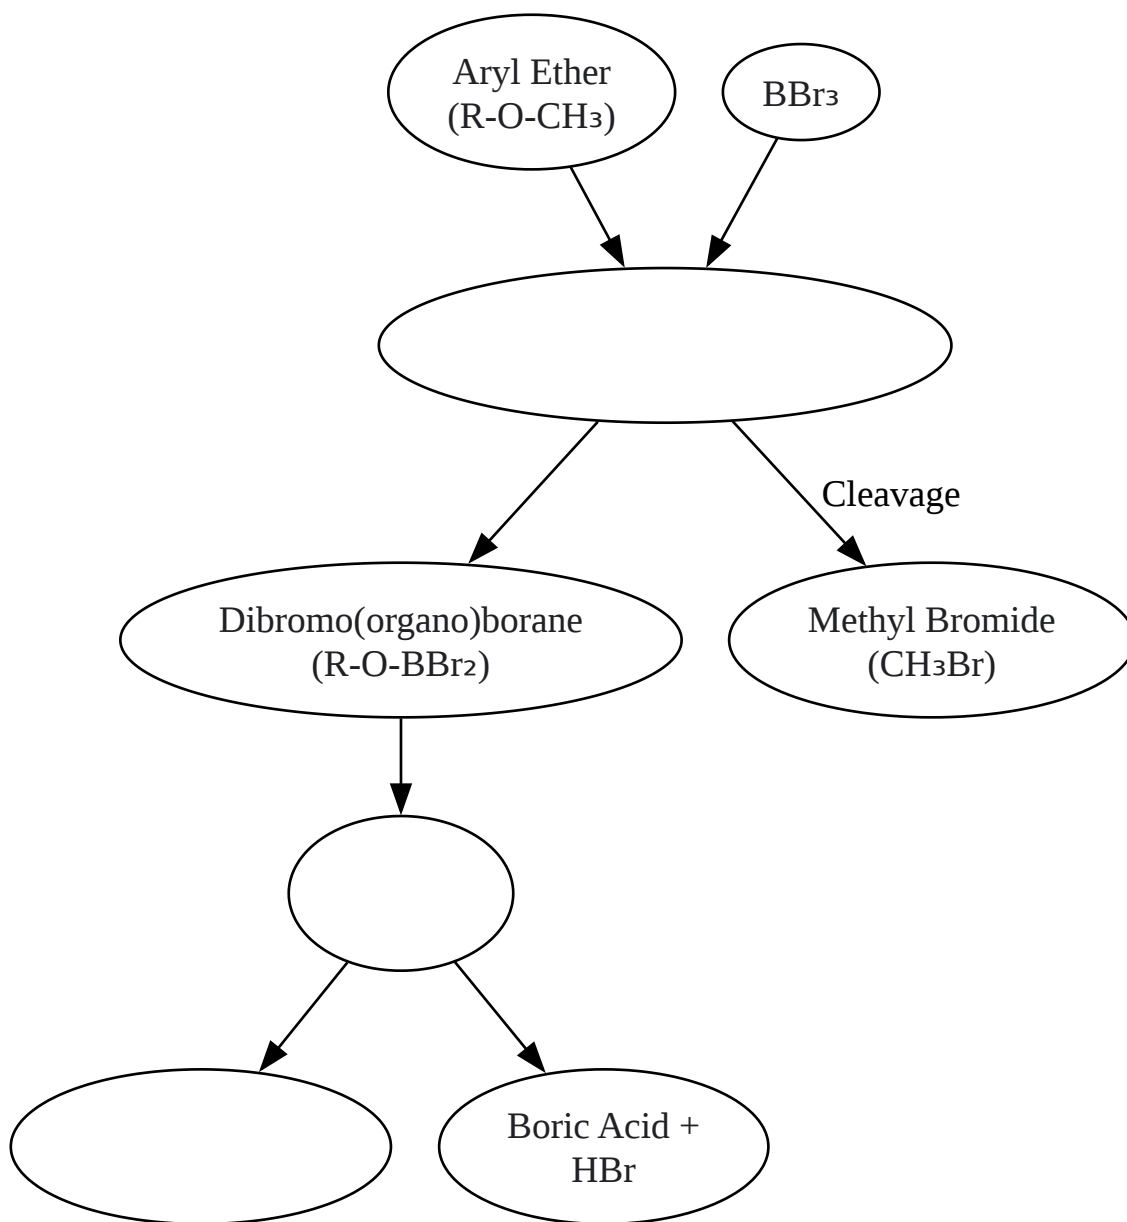 Aryl Ether
(R-O-CH₃)
BBr₃
Cleavage
Dibromo(organo)borane
(R-O-BBr₂)
Methyl Bromide
(CH₃Br)
Boric Acid +
HBr